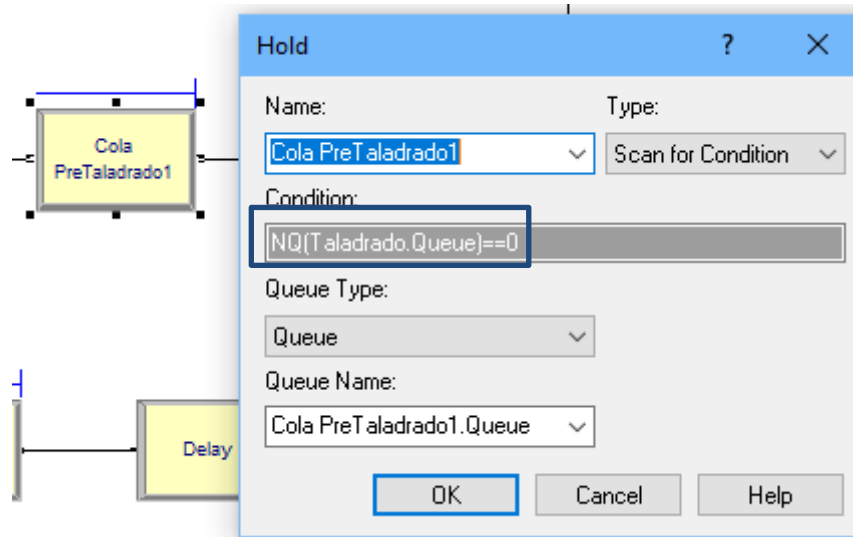 Hold
?
Name:
Type:
Cola
PreTaladrado1
Cola PreTaladrado1
Scan for Condition
Condition:
NQ(Taladrado.Queue)==0
Queue Type:
Queue
Queue Name:
Cola PreTaladrado1.Queue
Delay
OK
Cancel
Help